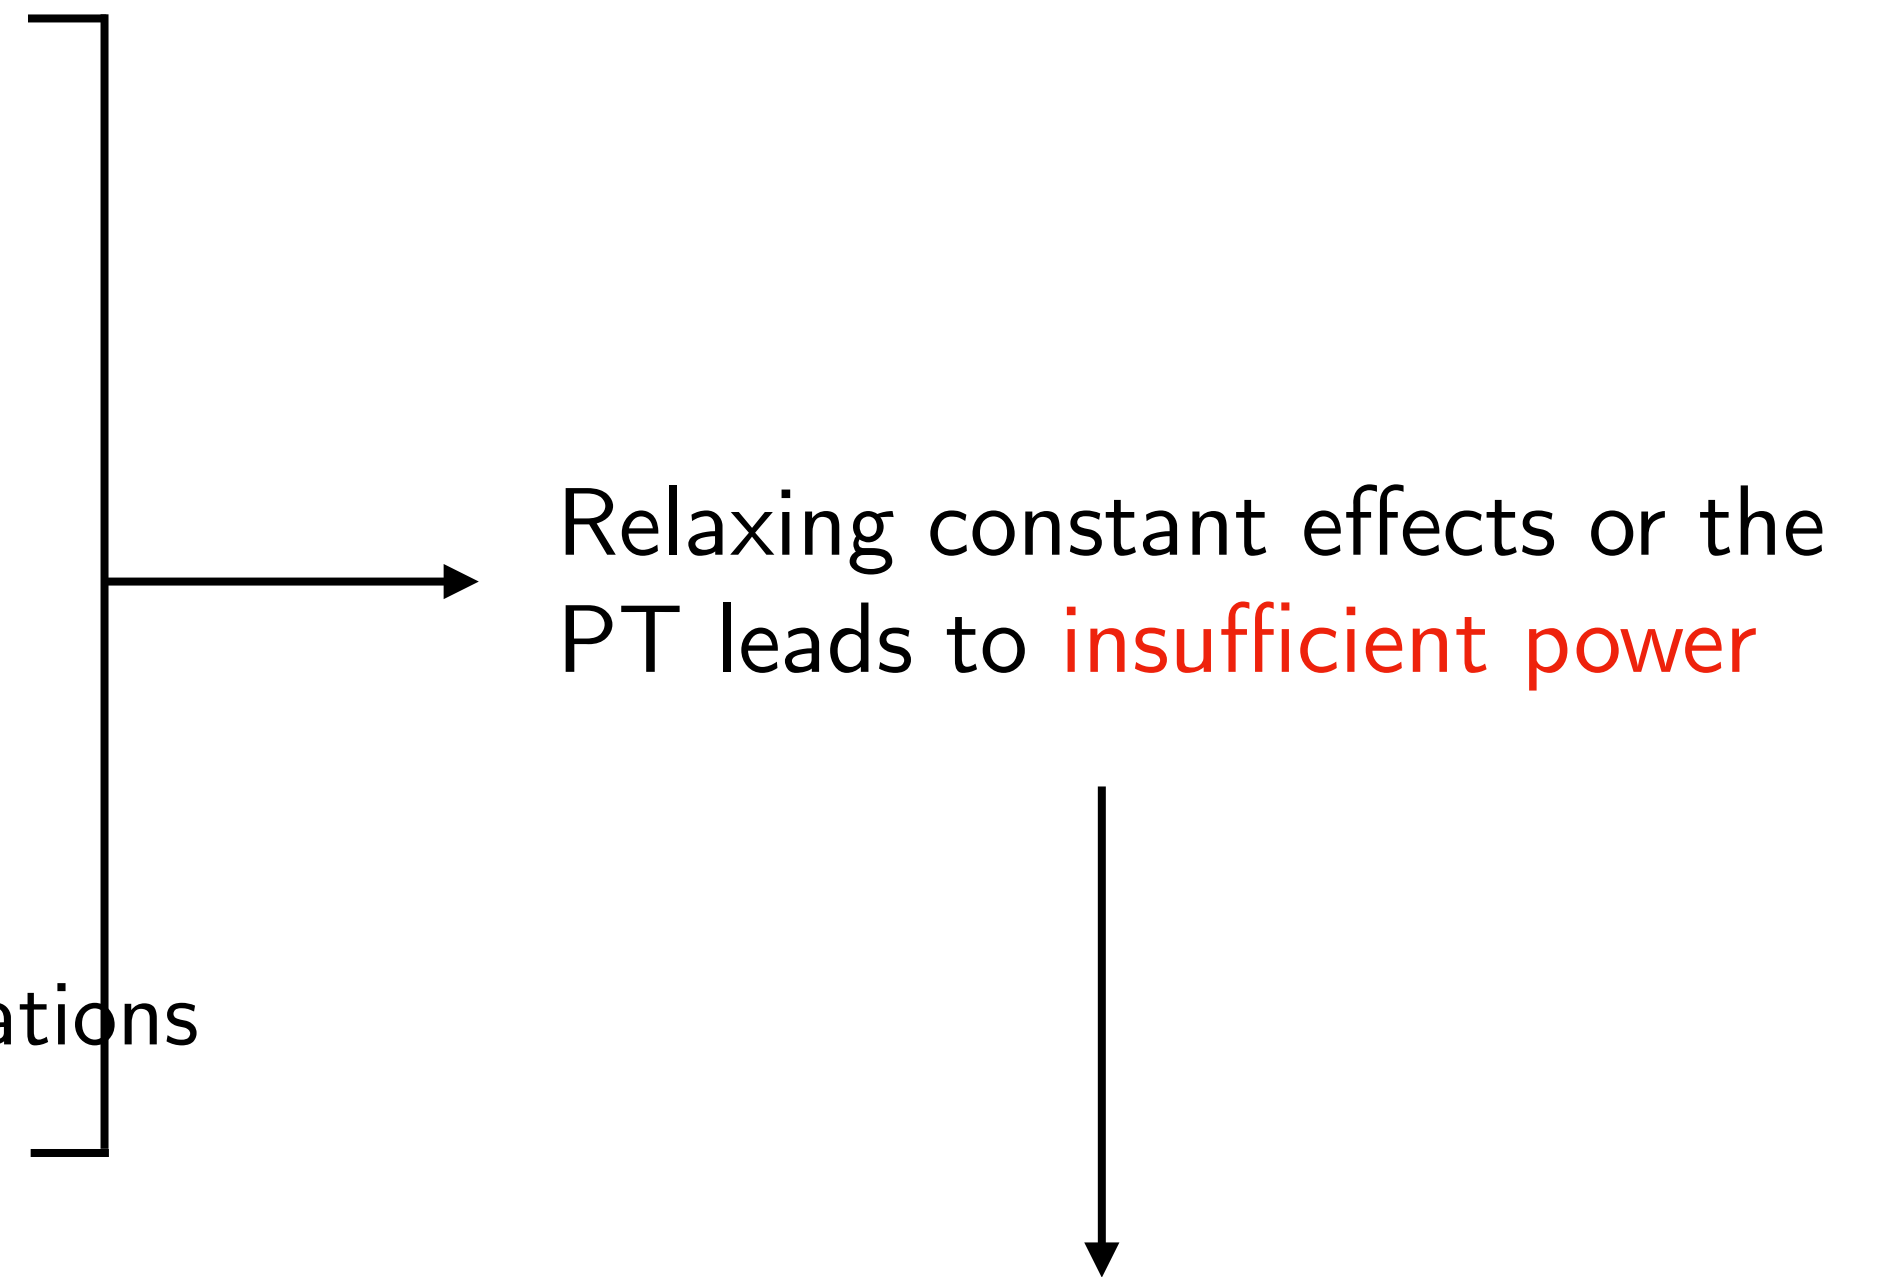 Relaxing constant effects or the
PT leads to insufficient power